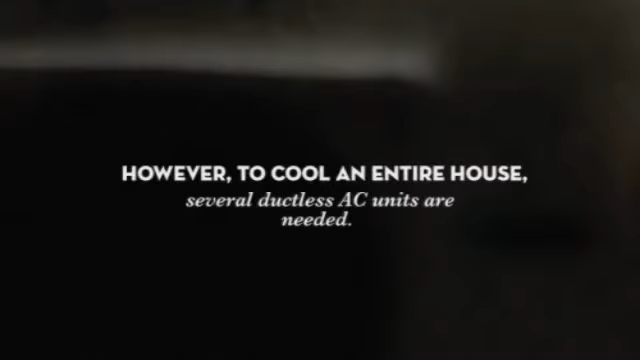 HOWEVER, TO COOL AN ENTIRE HOUSE,
several ductless AC units are
needed.